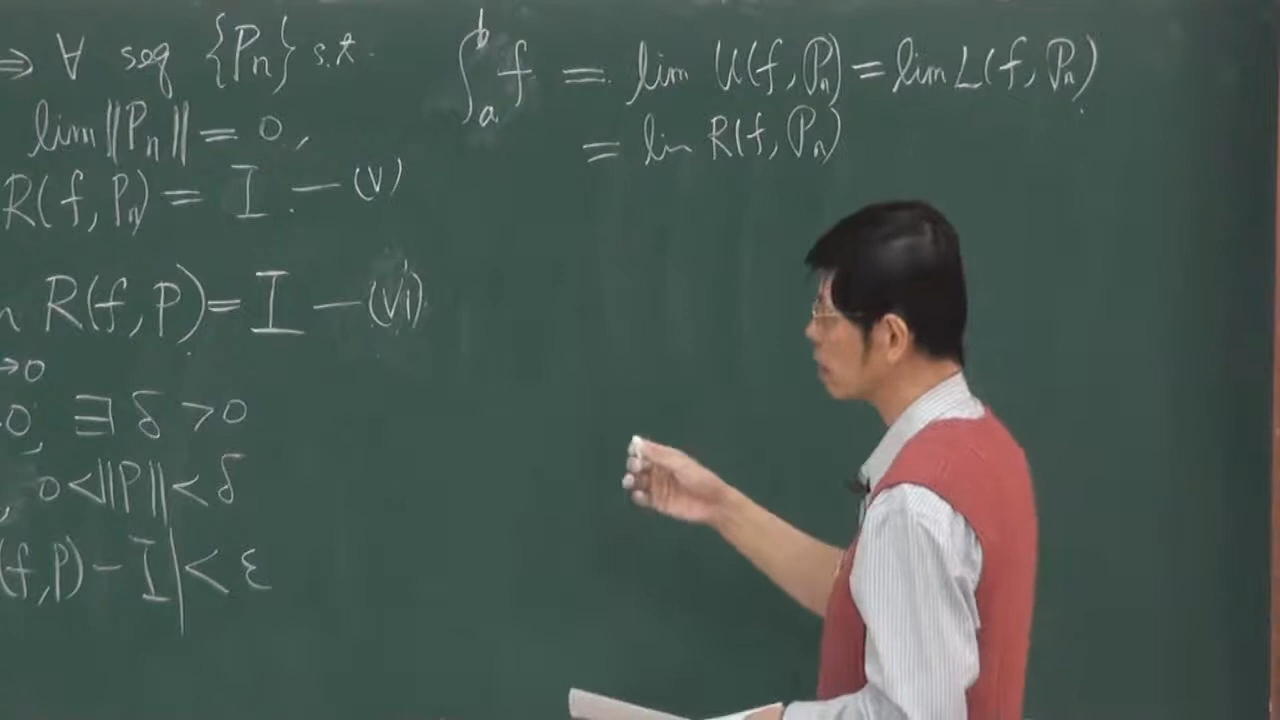 ⇒ ∀ seq {Pₙ} s.t.
lim ||Pₙ|| = 0,
R(f, Pₙ) = I. — (v)
R(f, P) = I — (vi)
→0
0, ∃ δ > 0
, 0 < ||P|| < δ
(f, P) - I| < ε
∫ₐᵇ f = lim U(f, Pₙ) = lim L(f, Pₙ)
= lim R(f, Pₙ)